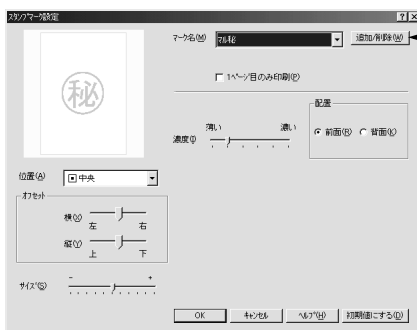 スタンプマーク設定
マーク名(M)
マル秘
追加/削除(W)
秘
1ページ目のみ印刷(P)
配置
薄い 濃い
濃度(I)
前面(R) 背面(K)
位置(A)
中央
オフセット
横(X)
左 右
縦(Y)
上 下
サイズ(S)
- +
OK キャンセル ヘルプ(H) 初期値にする(D)